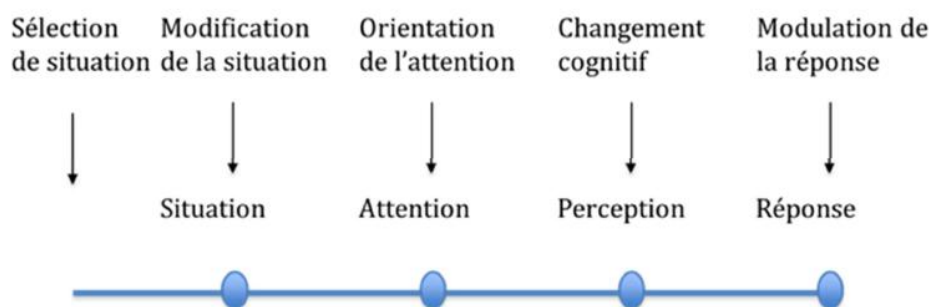 Sélection
de situation
Modification
de la situation
Orientation
de l'attention
Changement
cognitif
Modulation de
la réponse
Situation
Attention
Perception
Réponse